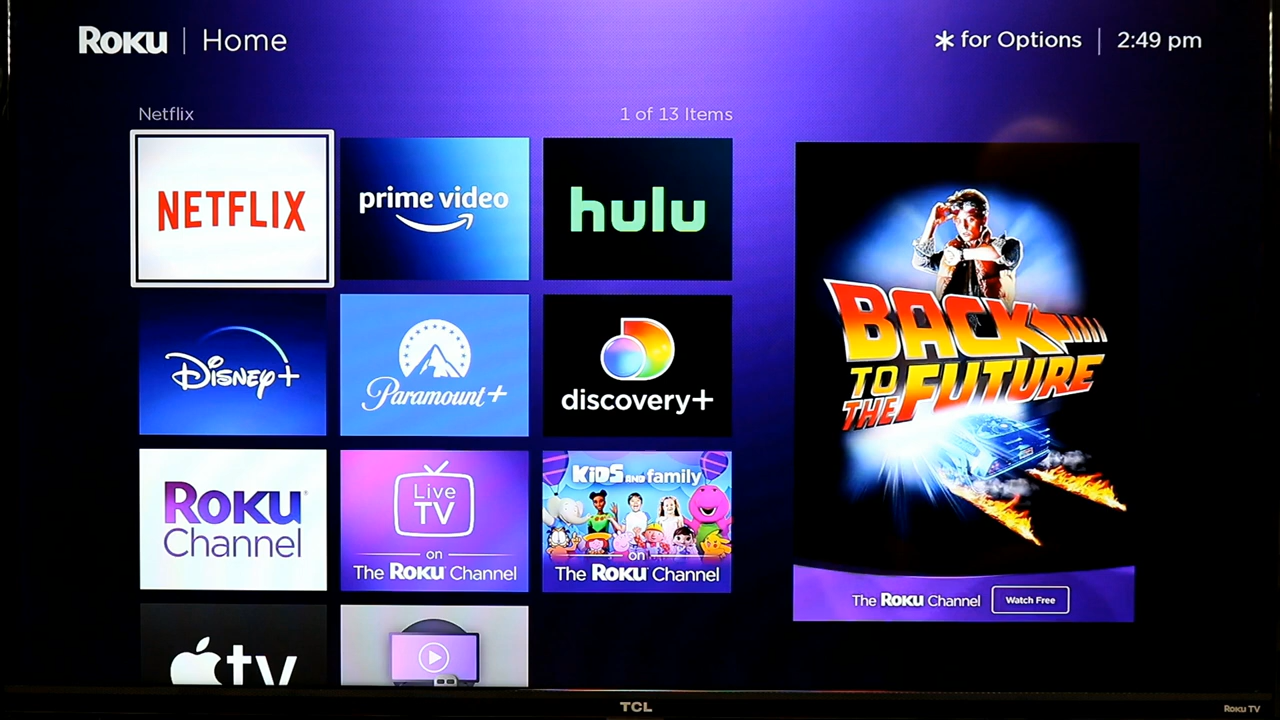 Roku | Home
* for Options | 2:49 pm
Netflix
1 of 13 Items
NETFLIX
prime video
hulu
Disney+
Paramount+
discovery+
Roku Channel
Live
TV
on
The Roku Channel
KiDS AND family
on
The Roku Channel
tv
BACK
TO
THE FUTURE
The Roku Channel
Watch Free
TCL
Roku TV